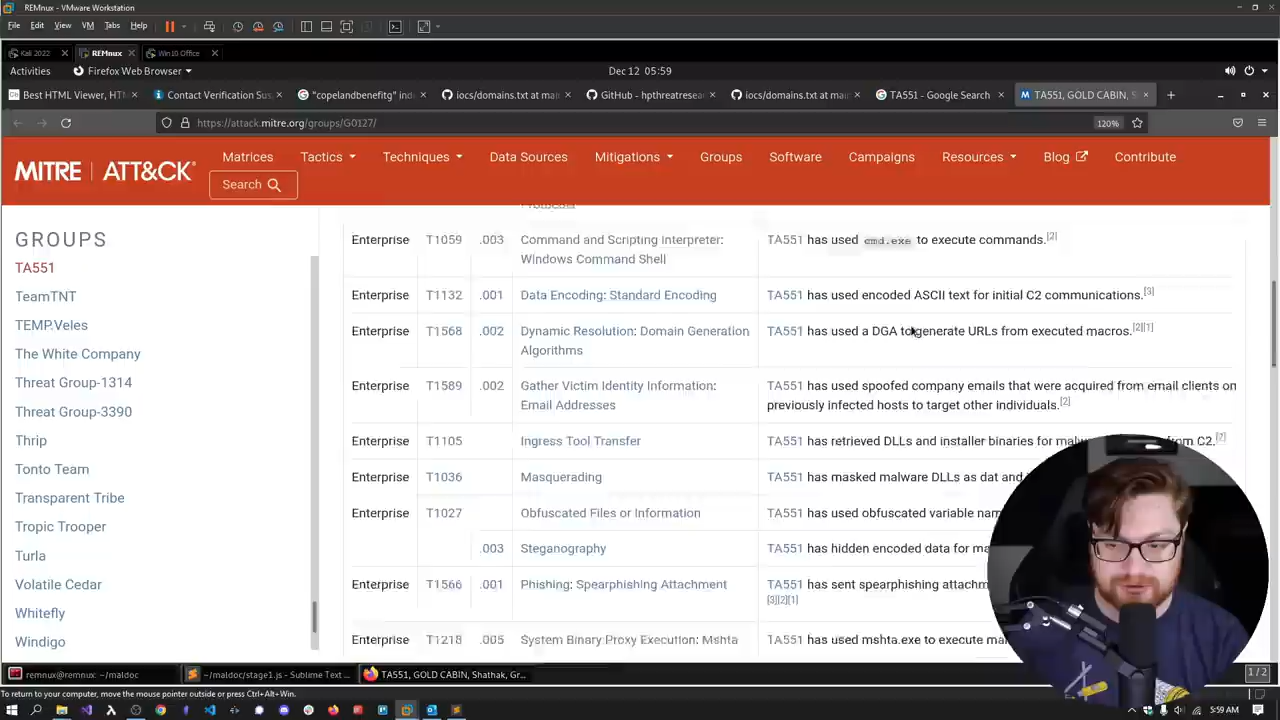 REMnux - VMware Workstation
File Edit View VM Tabs Help
Kali 2022 REMnux Win10 Office
Activities Firefox Web Browser Dec 12 05:59
Best HTML Viewer, HTM Contact Verification Sus "copelandbenefitg" ind iocs/domains.txt at mai GitHub - hpthreatresea iocs/domains.txt at mai TA551 - Google Search TA551, GOLD CABIN, S
https://attack.mitre.org/groups/G0127/ 120%
MITRE | ATT&CK® Matrices Tactics Techniques Data Sources Mitigations Groups Software Campaigns Resources Blog Contribute
Search
GROUPS
TA551
TeamTNT
TEMP.Veles
The White Company
Threat Group-1314
Threat Group-3390
Thrip
Tonto Team
Transparent Tribe
Tropic Trooper
Turla
Volatile Cedar
Whitefly
Windigo
Protocols
Enterprise T1059 .003 Command and Scripting Interpreter: TA551 has used cmd.exe to execute commands.[2]
Windows Command Shell
Enterprise T1132 .001 Data Encoding: Standard Encoding TA551 has used encoded ASCII text for initial C2 communications.[3]
Enterprise T1568 .002 Dynamic Resolution: Domain Generation TA551 has used a DGA to generate URLs from executed macros.[2][1]
Algorithms
Enterprise T1589 .002 Gather Victim Identity Information: TA551 has used spoofed company emails that were acquired from email clients on
Email Addresses previously infected hosts to target other individuals.[2]
Enterprise T1105 Ingress Tool Transfer TA551 has retrieved DLLs and installer binaries for malw from C2.[2]
Enterprise T1036 Masquerading TA551 has masked malware DLLs as dat and
Enterprise T1027 Obfuscated Files or Information TA551 has used obfuscated variable nam
.003 Steganography TA551 has hidden encoded data for ma
Enterprise T1566 .001 Phishing: Spearphishing Attachment TA551 has sent spearphishing attachm
[3][2][1]
Enterprise T1218 .005 System Binary Proxy Execution: Mshta TA551 has used mshta.exe to execute ma
remnux@remnux: ~/maldoc ~/maldoc/stage1.js - Sublime Text ... TA551, GOLD CABIN, Shathak, Gr... 1 / 2
To return to your computer, move the mouse pointer outside or press Ctrl+Alt+Win.
5:59 AM